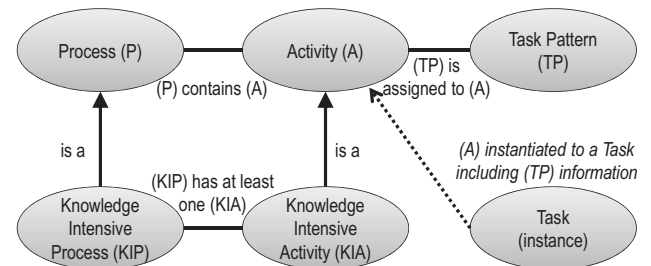 Process (P)
Activity (A)
Task Pattern
(TP)
(P) contains (A)
(TP) is
assigned to (A)
is a
is a
(A) instantiated to a Task
including (TP) information
(KIP) has at least
one (KIA)
Knowledge
Intensive
Process (KIP)
Knowledge
Intensive
Activity (KIA)
Task
(instance)